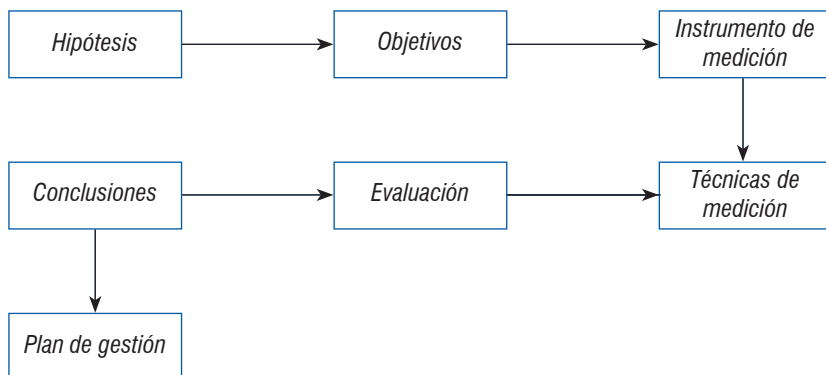 Hipótesis
Objetivos
Instrumento de
medición
Conclusiones
Evaluación
Técnicas de
medición
Plan de gestión